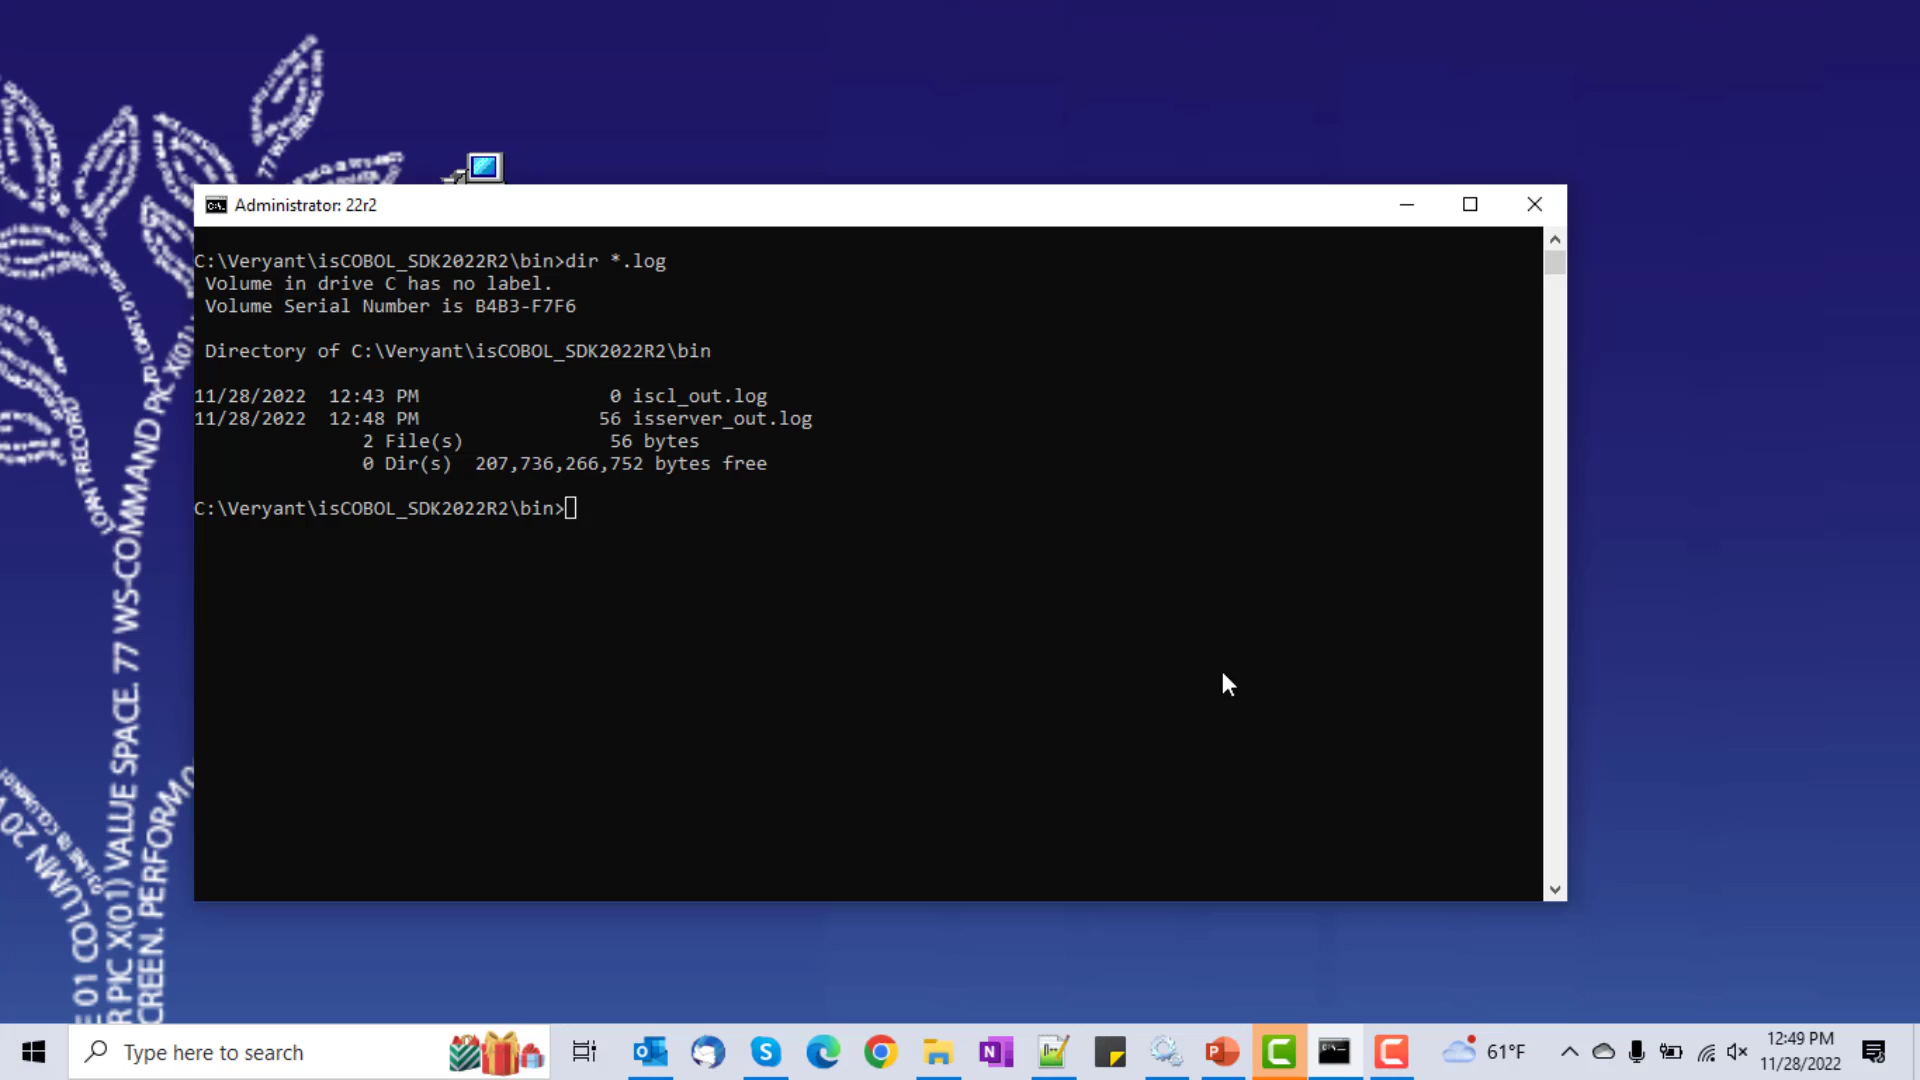 Administrator: 22r2
C:\Veryant\isCOBOL_SDK2022R2\bin>dir *.log
Volume in drive C has no label.
Volume Serial Number is B4B3-F7F6
Directory of C:\Veryant\isCOBOL_SDK2022R2\bin
11/28/2022  12:43 PM                 0 iscl_out.log
11/28/2022  12:48 PM                56 isserver_out.log
2 File(s)             56 bytes
0 Dir(s)  207,736,266,752 bytes free
C:\Veryant\isCOBOL_SDK2022R2\bin>
77 WS-COMMAND PIC X(01)
01 COLUMN 20
R PIC X(01) VALUE SPACE.
SCREEN. PERFORM
Type here to search
61°F
12:49 PM
11/28/2022